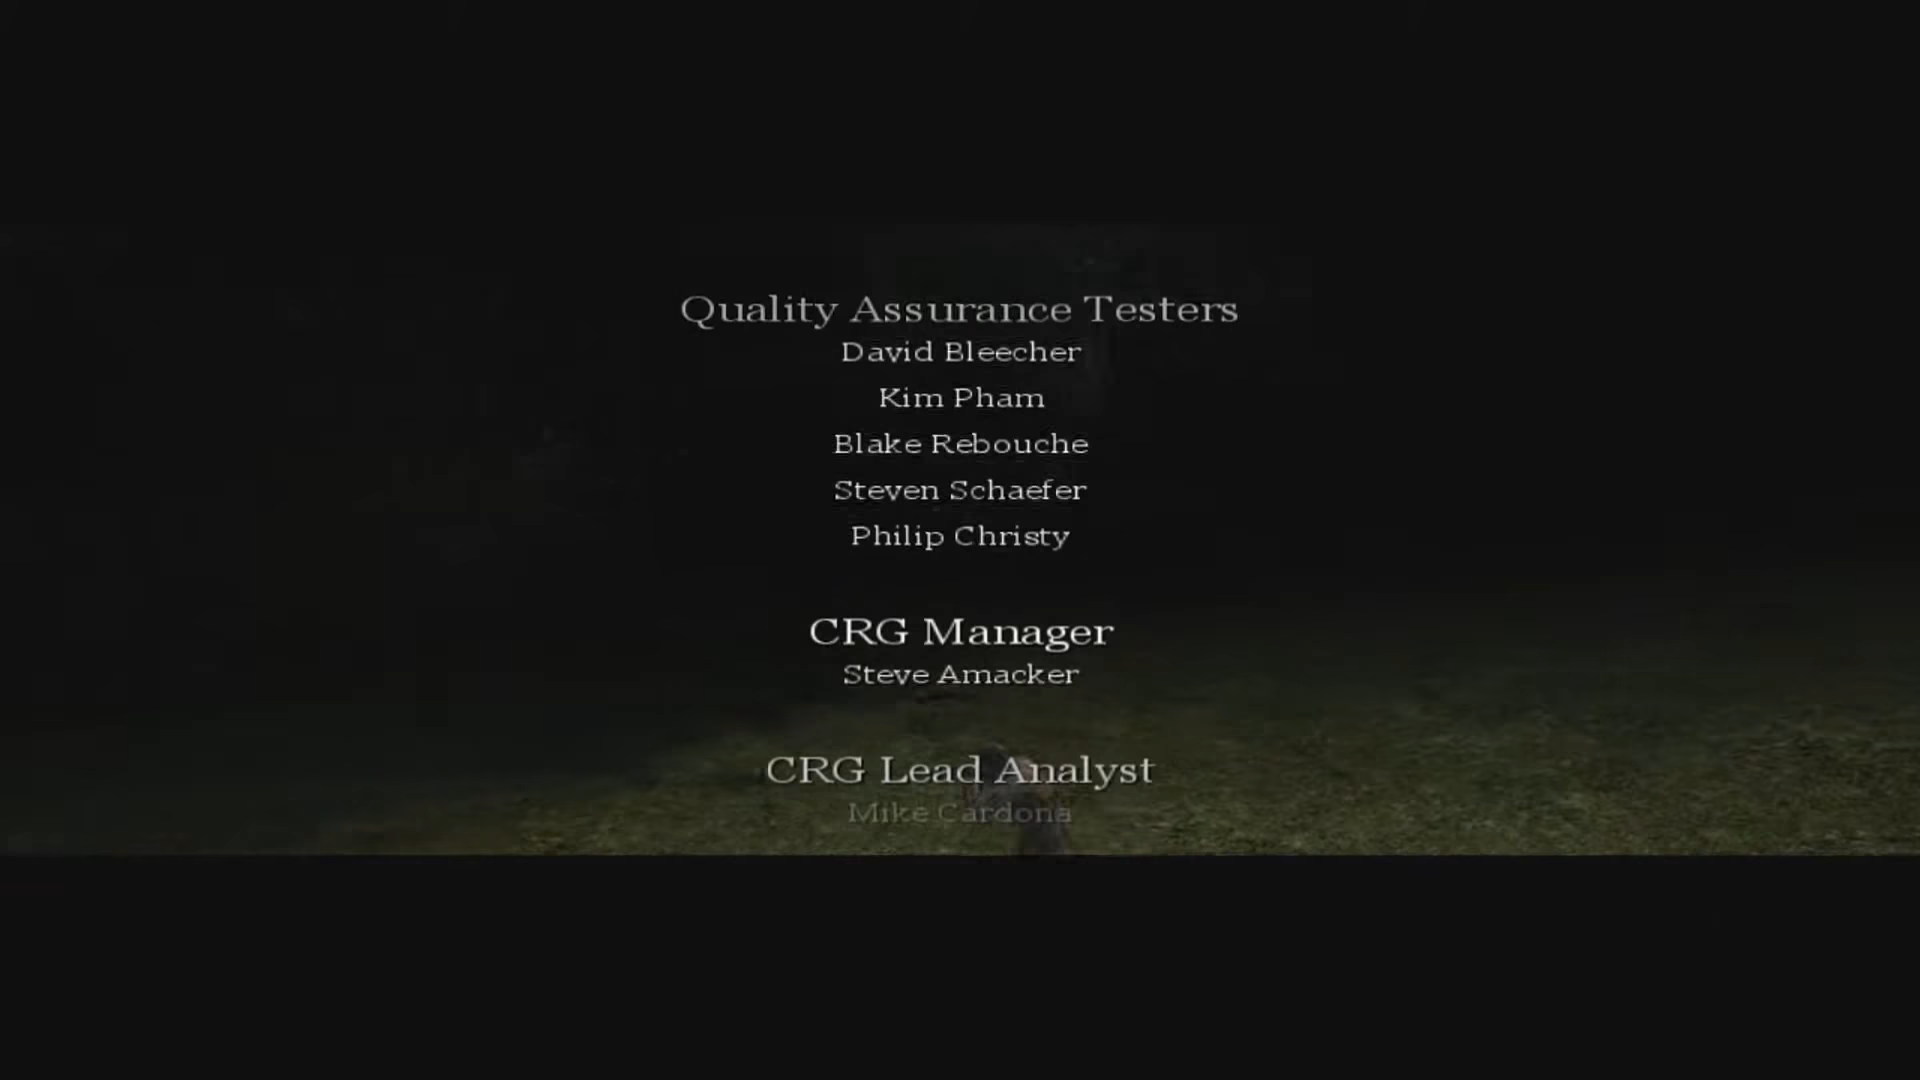 Quality Assurance Testers
David Bleecher
Kim Pham
Blake Rebouche
Steven Schaefer
Philip Christy
CRG Manager
Steve Amacker
CRG Lead Analyst
Mike Cardona